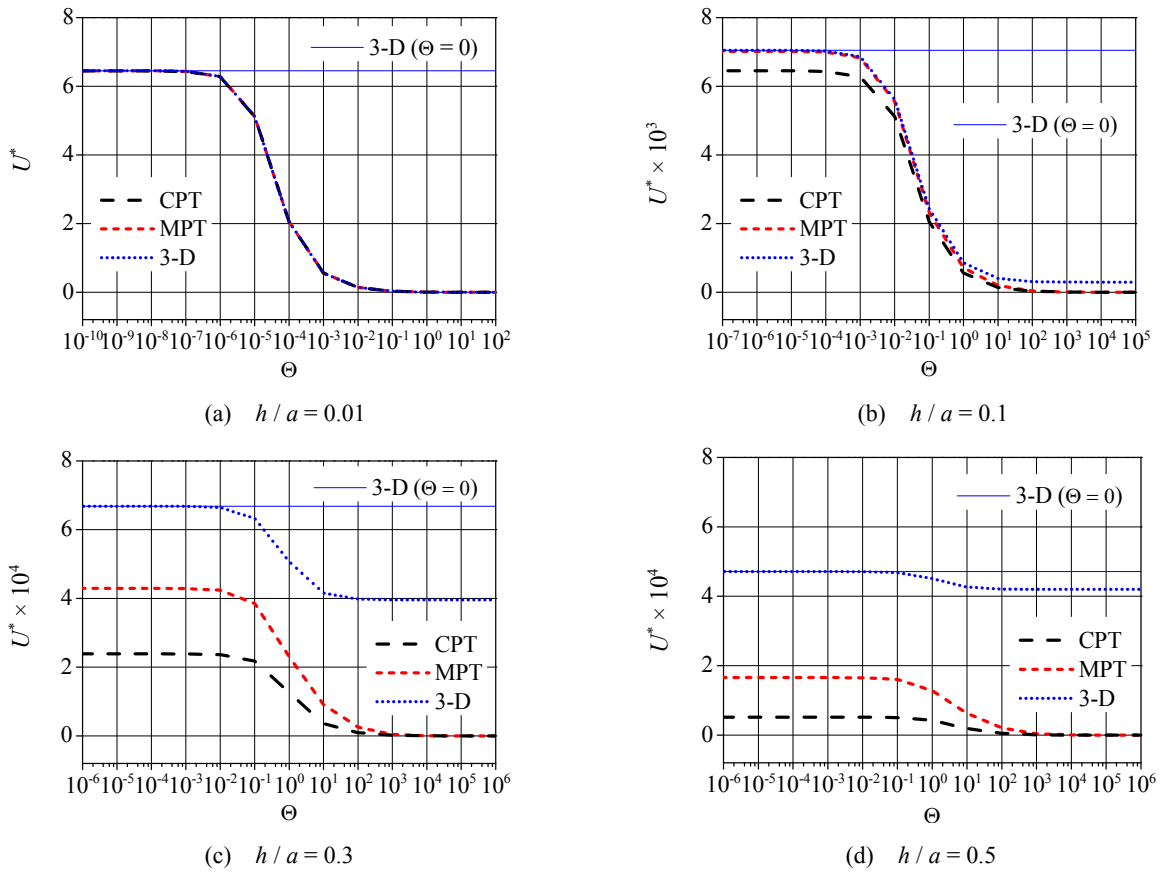 8
6
4
2
0
U*
3-D (Θ = 0)
CPT
MPT
3-D
10⁻¹⁰ 10⁻⁹ 10⁻⁸ 10⁻⁷ 10⁻⁶ 10⁻⁵ 10⁻⁴ 10⁻³ 10⁻² 10⁻¹ 10⁰ 10¹ 10²
Θ
(a) h / a = 0.01
8
6
4
2
0
U* × 10³
3-D (Θ = 0)
CPT
MPT
3-D
10⁻⁷ 10⁻⁶ 10⁻⁵ 10⁻⁴ 10⁻³ 10⁻² 10⁻¹ 10⁰ 10¹ 10² 10³ 10⁴ 10⁵
Θ
(b) h / a = 0.1
8
6
4
2
0
U* × 10⁴
3-D (Θ = 0)
CPT
MPT
3-D
10⁻⁶ 10⁻⁵ 10⁻⁴ 10⁻³ 10⁻² 10⁻¹ 10⁰ 10¹ 10² 10³ 10⁴ 10⁵ 10⁶
Θ
(c) h / a = 0.3
8
6
4
2
0
U* × 10⁴
3-D (Θ = 0)
CPT
MPT
3-D
10⁻⁶ 10⁻⁵ 10⁻⁴ 10⁻³ 10⁻² 10⁻¹ 10⁰ 10¹ 10² 10³ 10⁴ 10⁵ 10⁶
Θ
(d) h / a = 0.5